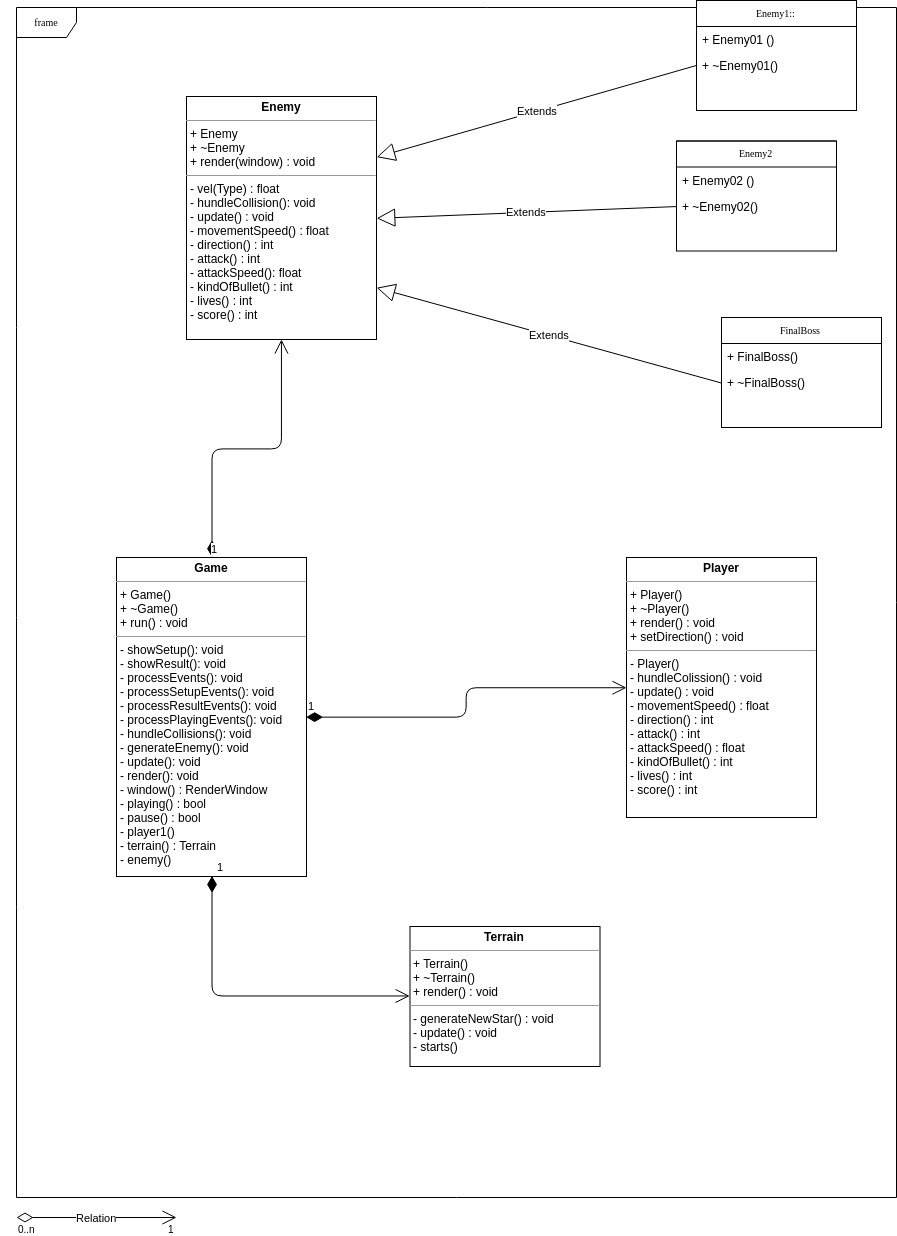 frame
Enemy1::
+ Enemy01 ()
+ ~Enemy01()
Extends
Enemy
+ Enemy
+ ~Enemy
+ render(window) : void
- vel(Type) : float
- hundleCollision(): void
- update() : void
- movementSpeed() : float
- direction() : int
- attack() : int
- attackSpeed(): float
- kindOfBullet() : int
- lives() : int
- score() : int
Enemy2
+ Enemy02 ()
+ ~Enemy02()
Extends
FinalBoss
+ FinalBoss()
+ ~FinalBoss()
Extends
1
Game
+ Game()
+ ~Game()
+ run() : void
- showSetup(): void
- showResult(): void
- processEvents(): void
- processSetupEvents(): void
- processResultEvents(): void
- processPlayingEvents(): void
- hundleCollisions(): void
- generateEnemy(): void
- update(): void
- render(): void
- window() : RenderWindow
- playing() : bool
- pause() : bool
- player1()
- terrain() : Terrain
- enemy()
1
1
Player
+ Player()
+ ~Player()
+ render() : void
+ setDirection() : void
- Player()
- hundleColission() : void
- update() : void
- movementSpeed() : float
- direction() : int
- attack() : int
- attackSpeed() : float
- kindOfBullet() : int
- lives() : int
- score() : int
Terrain
+ Terrain()
+ ~Terrain()
+ render() : void
- generateNewStar() : void
- update() : void
- starts()
Relation
0..n
1